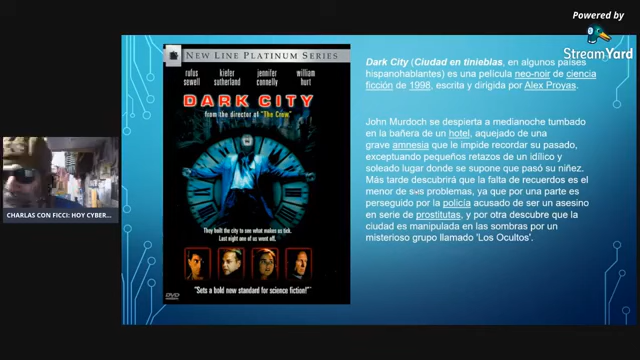 Powered by
StreamYard
NEW LINE PLATINUM SERIES
rufus sewell
kiefer sutherland
jennifer connelly
william hurt
DARK CITY
from the director of "The Crow"
They built the city to see what makes us tick.
Last night one of us went off.
"Sets a bold new standard for science fiction!"
DVD
Dark City (Ciudad en tinieblas, en algunos países
hispanohablantes) es una película neo-noir de ciencia
ficción de 1998, escrita y dirigida por Alex Proyas.
John Murdoch se despierta a medianoche tumbado
en la bañera de un hotel, aquejado de una
grave amnesia que le impide recordar su pasado,
exceptuando pequeños retazos de un idílico y
soleado lugar donde se supone que pasó su niñez.
Más tarde descubrirá que la falta de recuerdos es el
menor de sus problemas, ya que por una parte es
perseguido por la policía acusado de ser un asesino
en serie de prostitutas, y por otra descubre que la
ciudad es manipulada en las sombras por un
misterioso grupo llamado 'Los Ocultos'.
CHARLAS CON FICCI: HOY CYBER...